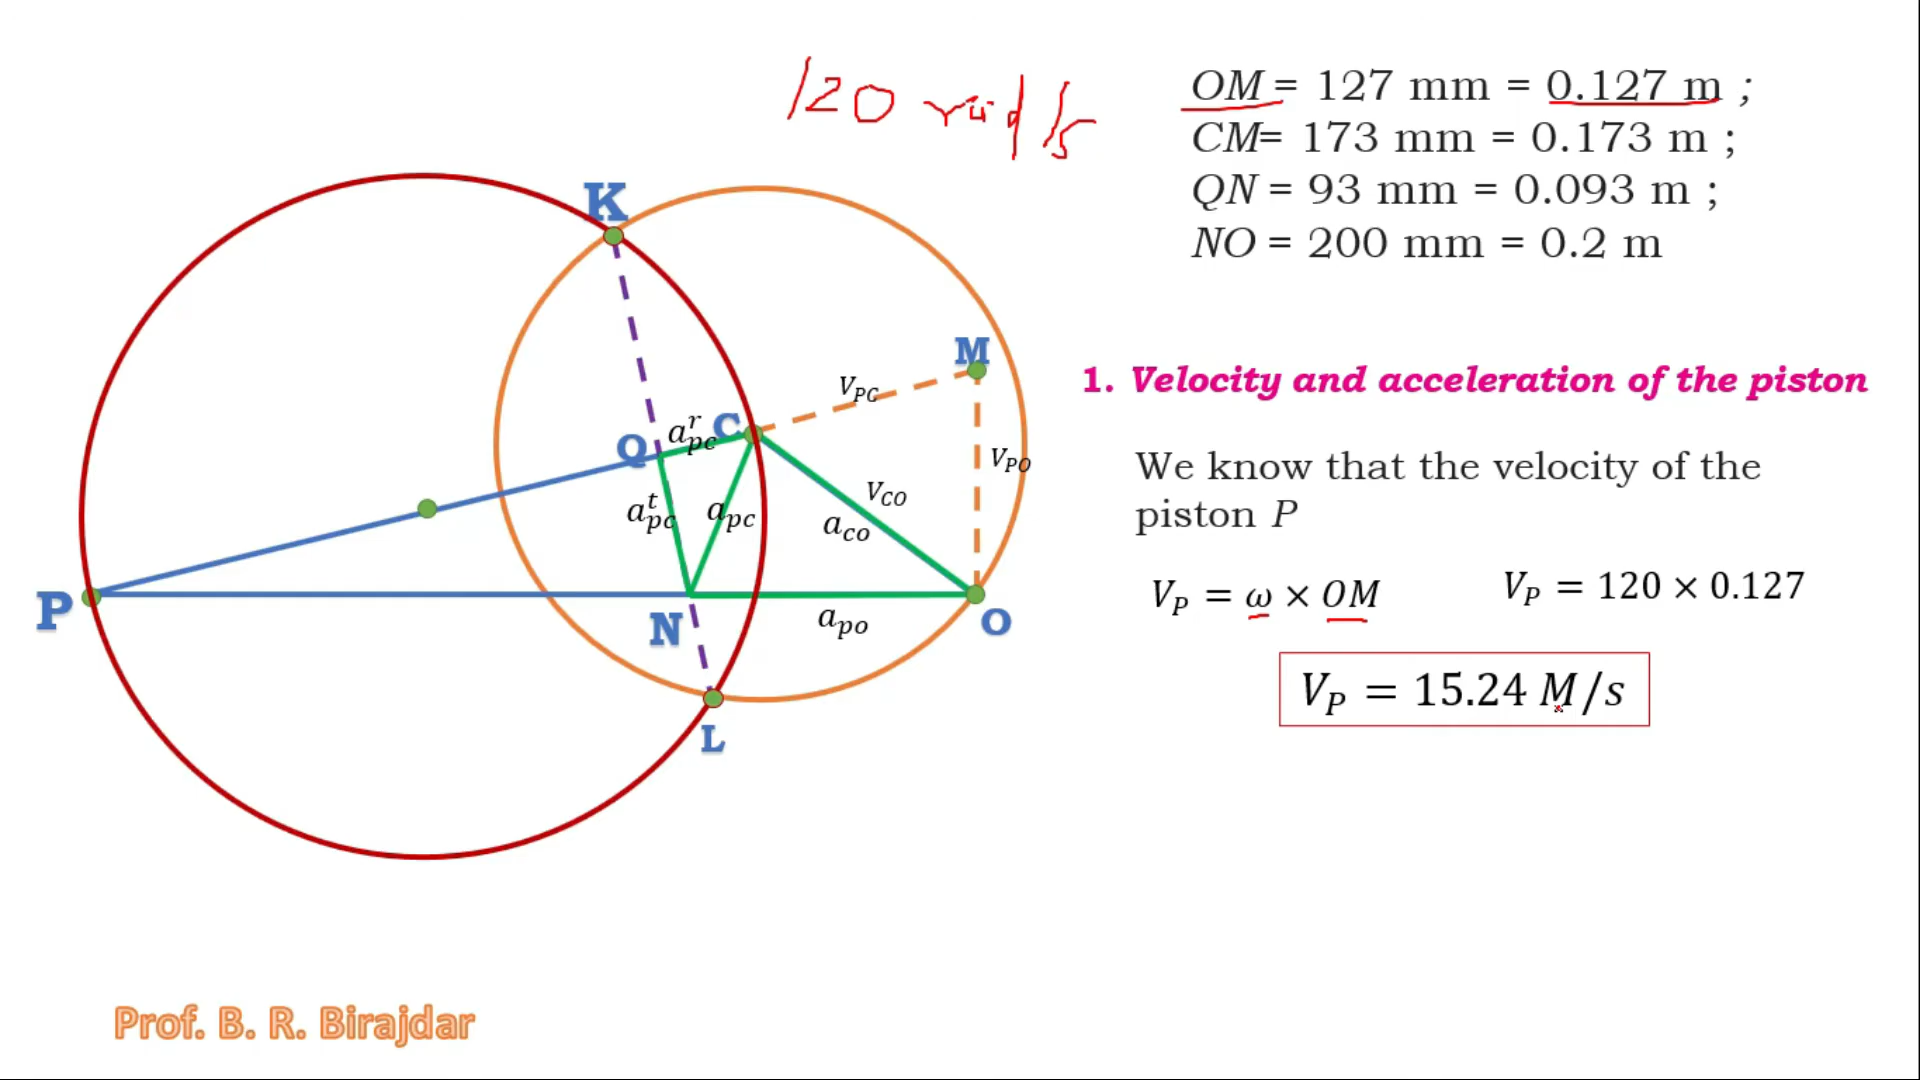 120 rad/s
OM = 127 mm = 0.127 m ;
CM= 173 mm = 0.173 m ;
QN = 93 mm = 0.093 m ;
NO = 200 mm = 0.2 m
K
M
V_PC
C
a^r_pc
Q
V_PO
V_CO
a^t_pc
a_pc
a_co
P
N
a_po
O
L
1. Velocity and acceleration of the piston
We know that the velocity of the
piston P
V_P = ω × OM
V_P = 120 × 0.127
V_P = 15.24 M/s
Prof. B. R. Birajdar